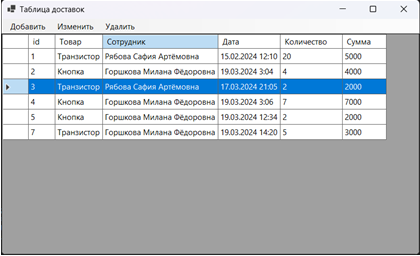 Таблица доставок
Добавить Изменить Удалить
id Товар Сотрудник Дата Количество Сумма
1 Транзистор Рябова Сафия Артёмовна 15.02.2024 12:10 20 5000
2 Кнопка Горшкова Милана Фёдоровна 19.03.2024 3:04 4 4000
3 Транзистор Рябова Сафия Артёмовна 17.03.2024 21:05 2 2000
4 Кнопка Горшкова Милана Фёдоровна 19.03.2024 3:06 7 7000
5 Кнопка Горшкова Милана Фёдоровна 19.03.2024 12:34 2 2000
7 Транзистор Горшкова Милана Фёдоровна 19.03.2024 14:20 5 3000